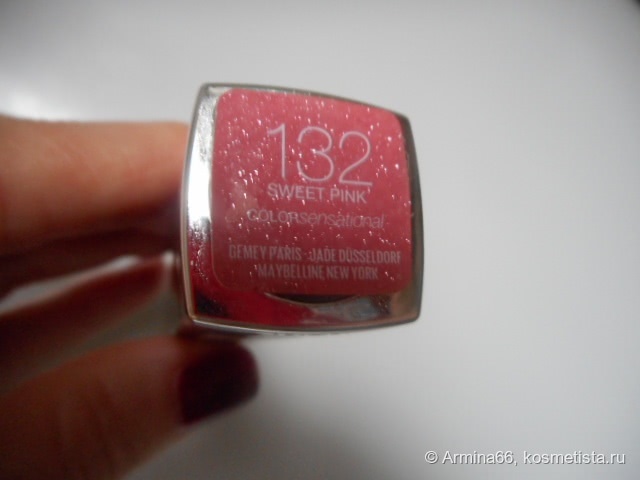 132
SWEET PINK
COLORsensational
GEMEY PARIS - JADE DÜSSELDORF
MAYBELLINE NEW YORK
© Armina66, kosmetista.ru